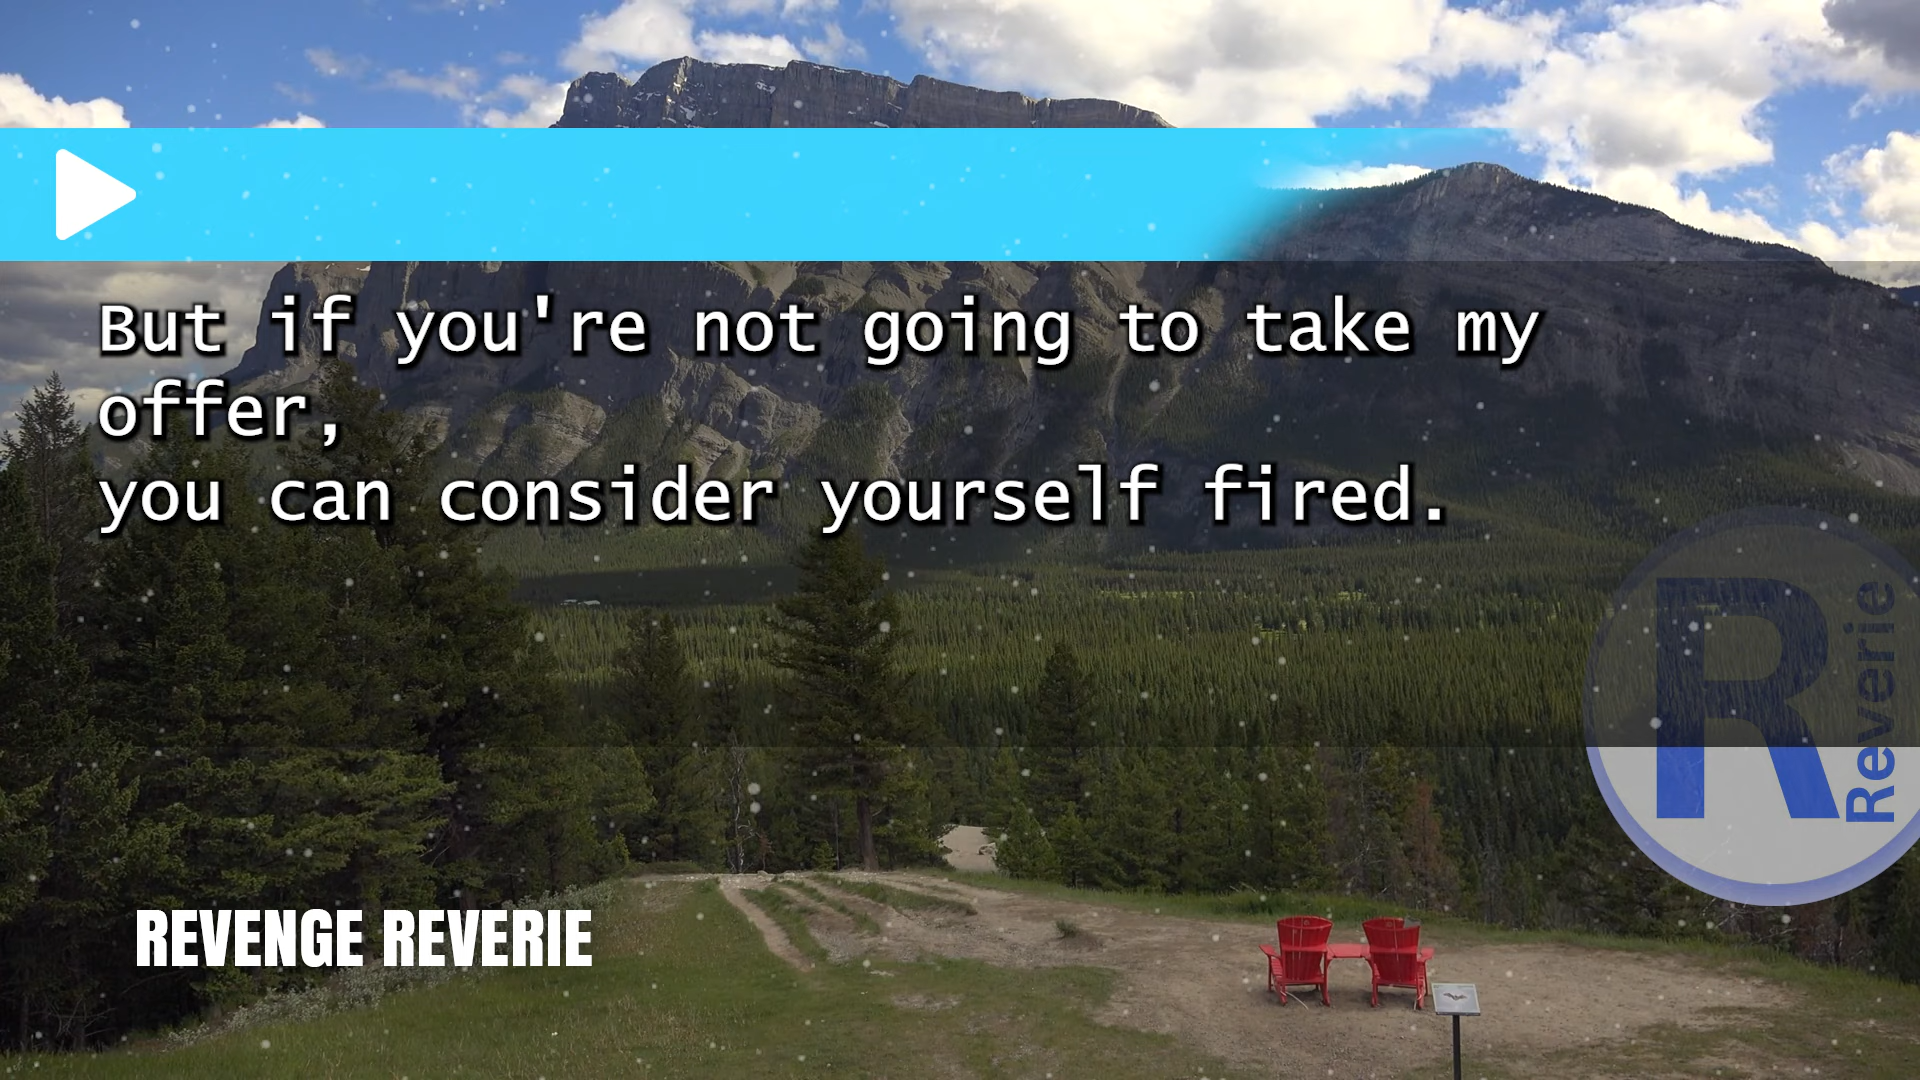 But if you're not going to take my
offer,
you can consider yourself fired.
R
Reverie
REVENGE REVERIE